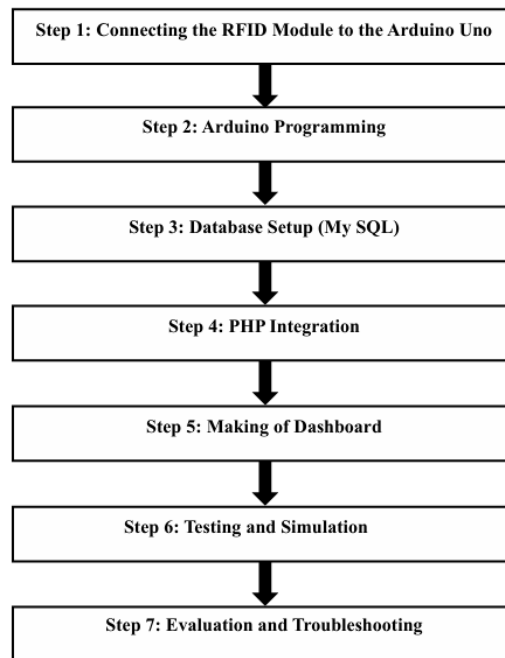 Step 1: Connecting the RFID Module to the Arduino Uno
Step 2: Arduino Programming
Step 3: Database Setup (My SQL)
Step 4: PHP Integration
Step 5: Making of Dashboard
Step 6: Testing and Simulation
Step 7: Evaluation and Troubleshooting